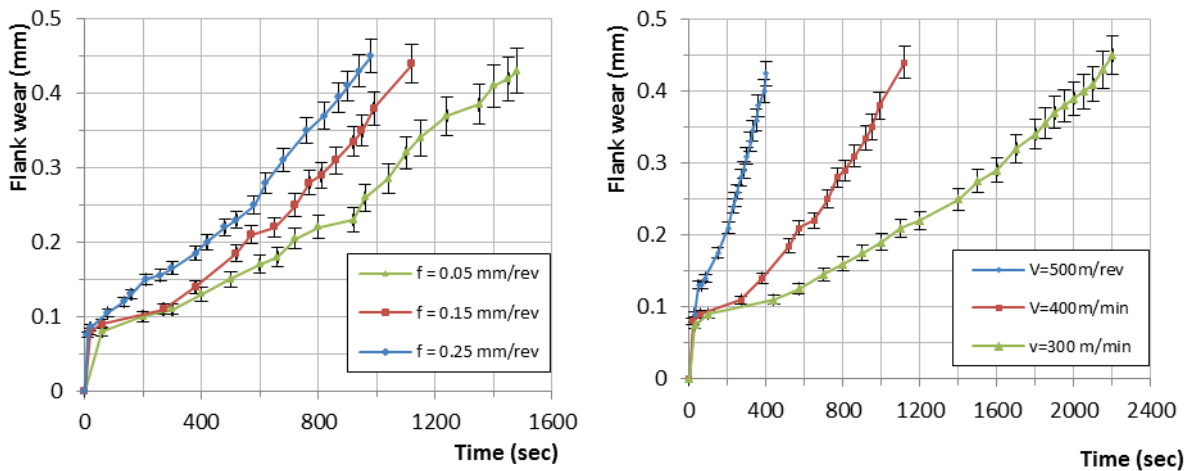 Flank wear (mm)
0.5
0.4
0.3
0.2
0.1
0
f = 0.05 mm/rev
f = 0.15 mm/rev
f = 0.25 mm/rev
0
400
800
1200
1600
Time (sec)
Flank wear (mm)
0.5
0.4
0.3
0.2
0.1
0
V=500m/rev
V=400m/min
v=300 m/min
0
400
800
1200
1600
2000
2400
Time (sec)